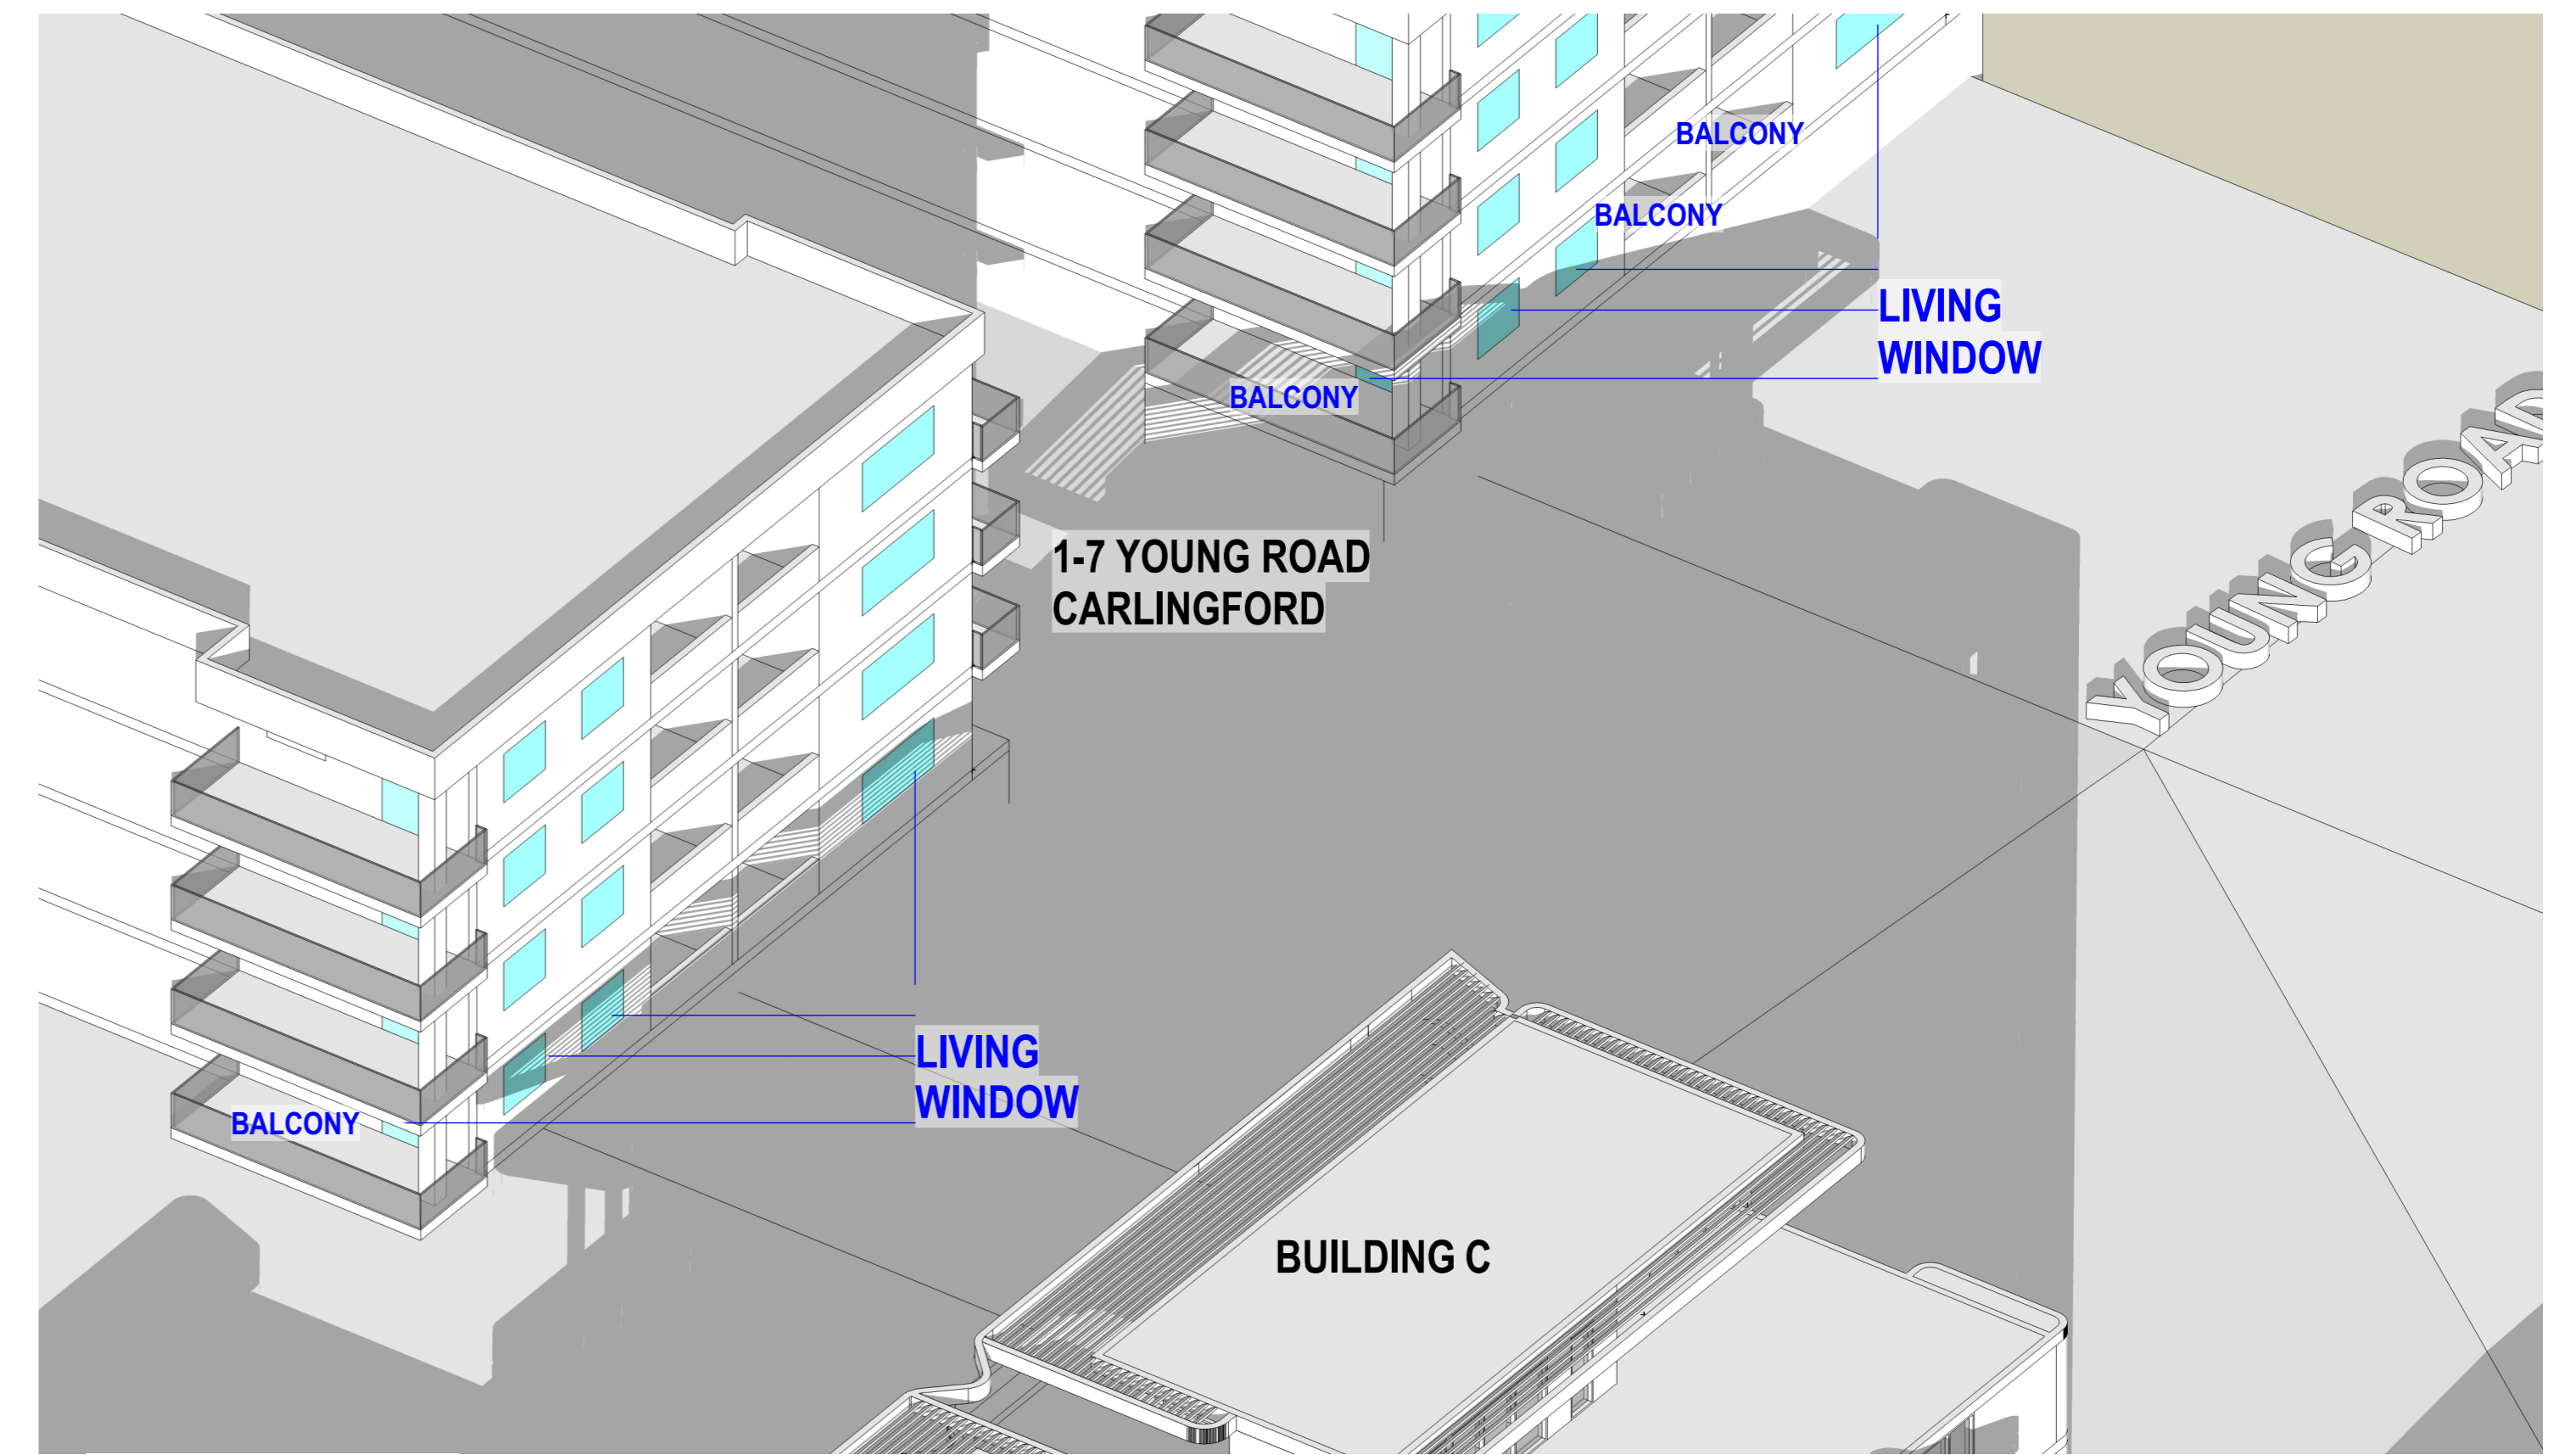 BALCONY
BALCONY
LIVING
WINDOW
BALCONY
YOUNG ROAD
1-7 YOUNG ROAD
CARLINGFORD
LIVING
WINDOW
BALCONY
BUILDING C